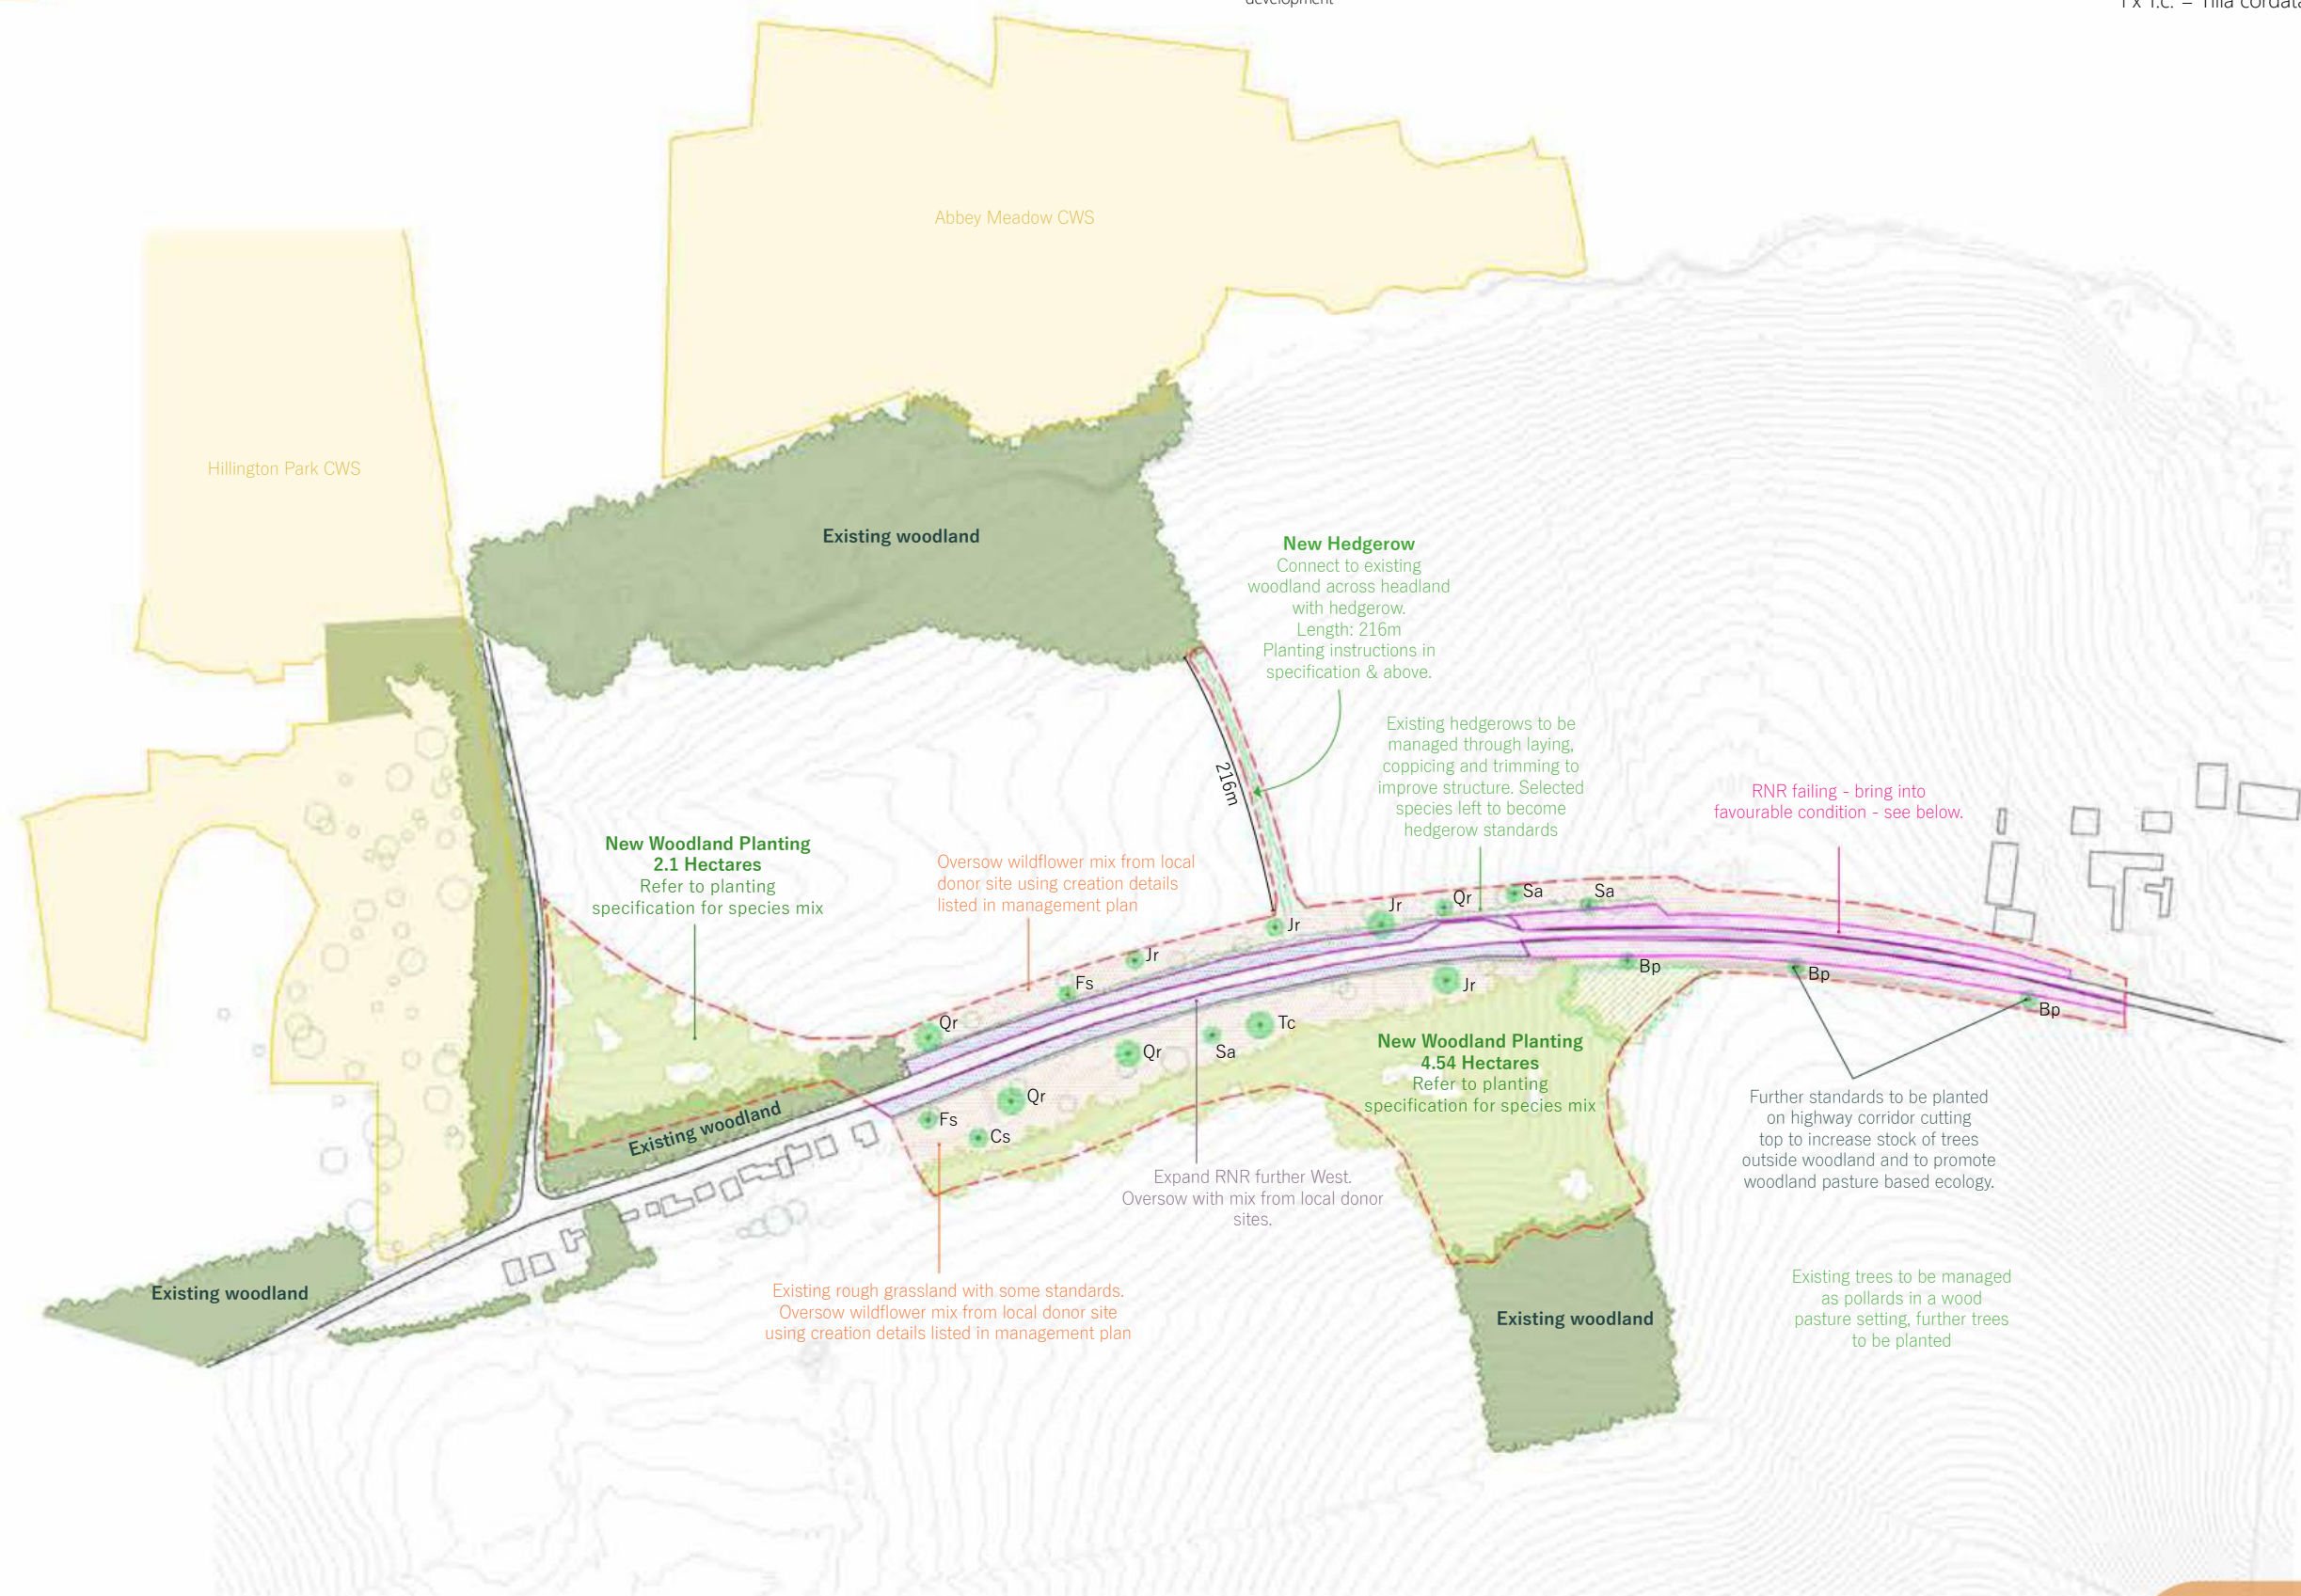 development
Abbey Meadow CWS
Hillington Park CWS
Existing woodland
New Hedgerow
Connect to existing
woodland across headland
with hedgerow.
Length: 216m
Planting instructions in
specification & above.
216m
Existing hedgerows to be
managed through laying,
coppicing and trimming to
improve structure. Selected
species left to become
hedgerow standards
RNR failing - bring into
favourable condition - see below.
New Woodland Planting
2.1 Hectares
Refer to planting
specification for species mix
Oversow wildflower mix from local
donor site using creation details
listed in management plan
Jr
Qr
Sa
Sa
Jr
Jr
Fs
Qr
Bp
Bp
Bp
Jr
Tc
Sa
Qr
Qr
Fs
Cs
New Woodland Planting
4.54 Hectares
Refer to planting
specification for species mix
Existing woodland
Further standards to be planted
on highway corridor cutting
top to increase stock of trees
outside woodland and to promote
woodland pasture based ecology.
Expand RNR further West.
Oversow with mix from local donor
sites.
Existing woodland
Existing rough grassland with some standards.
Oversow wildflower mix from local donor site
using creation details listed in management plan
Existing woodland
Existing trees to be managed
as pollards in a wood
pasture setting, further trees
to be planted